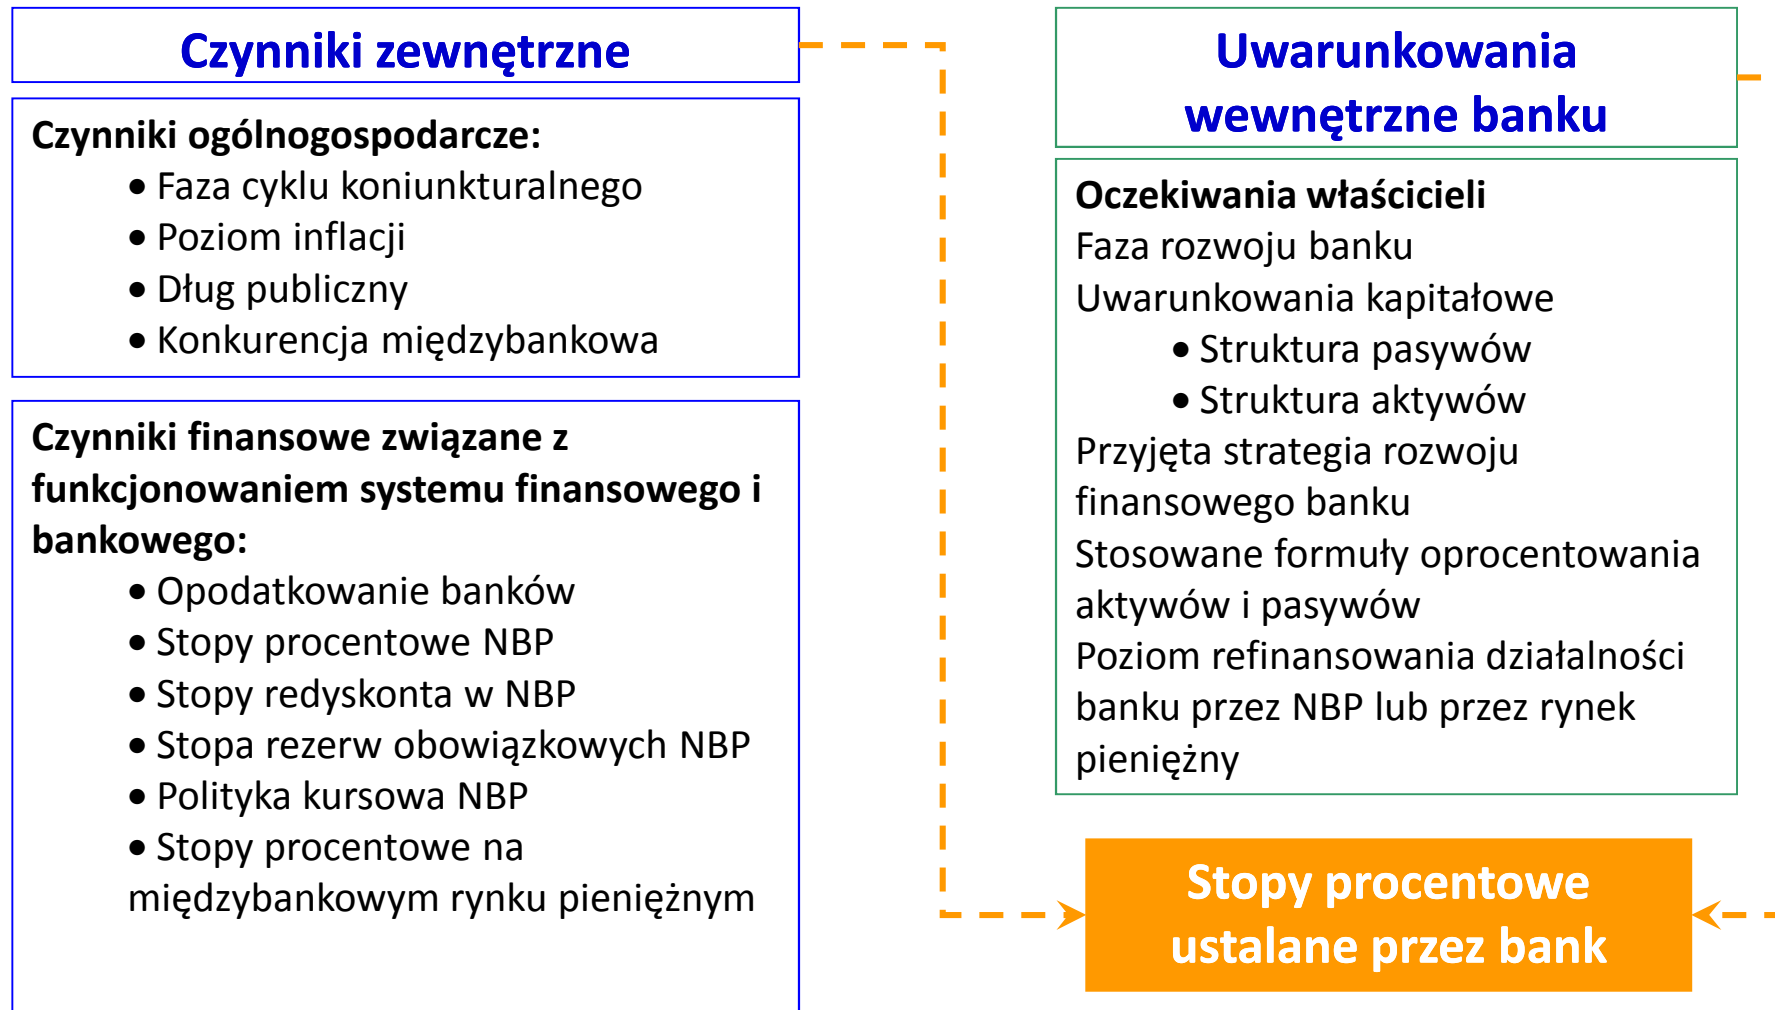 Czynniki zewnętrzne
Czynniki ogólnogospodarcze:
• Faza cyklu koniunkturalnego
• Poziom inflacji
• Dług publiczny
• Konkurencja międzybankowa
Czynniki finansowe związane z
funkcjonowaniem systemu finansowego i
bankowego:
• Opodatkowanie banków
• Stopy procentowe NBP
• Stopy redyskonta w NBP
• Stopa rezerw obowiązkowych NBP
• Polityka kursowa NBP
• Stopy procentowe na
międzybankowym rynku pieniężnym
Uwarunkowania
wewnętrzne banku
Oczekiwania właścicieli
Faza rozwoju banku
Uwarunkowania kapitałowe
• Struktura pasywów
• Struktura aktywów
Przyjęta strategia rozwoju
finansowego banku
Stosowane formuły oprocentowania
aktywów i pasywów
Poziom refinansowania działalności
banku przez NBP lub przez rynek
pieniężny
Stopy procentowe
ustalane przez bank